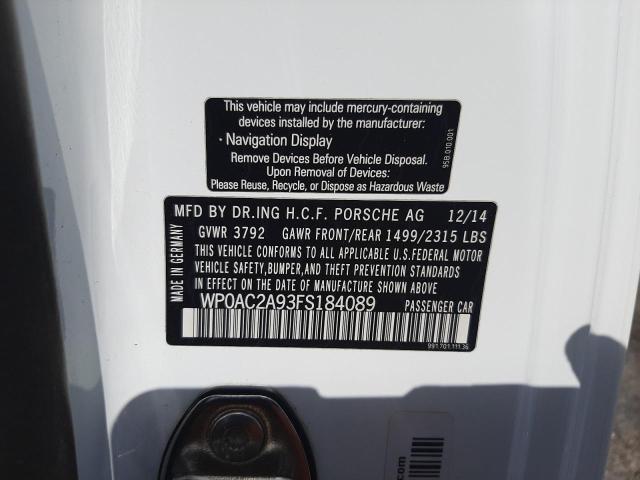 This vehicle may include mercury-containing
devices installed by the manufacturer:
· Navigation Display
Remove Devices Before Vehicle Disposal.
Upon Removal of Devices:
Please Reuse, Recycle, or Dispose as Hazardous Waste
95B.010.001
MFD BY DR.ING H.C.F. PORSCHE AG 12/14
GVWR 3792 GAWR FRONT/REAR 1499/2315 LBS
THIS VEHICLE CONFORMS TO ALL APPLICABLE U.S.FEDERAL MOTOR
VEHICLE SAFETY,BUMPER,AND THEFT PREVENTION STANDARDS
IN EFFECT ON THE DATE OF MANUFACTURE SHOWN ABOVE
WP0AC2A93FS184089 PASSENGER CAR
MADE IN GERMANY
991.701.111.36
.com